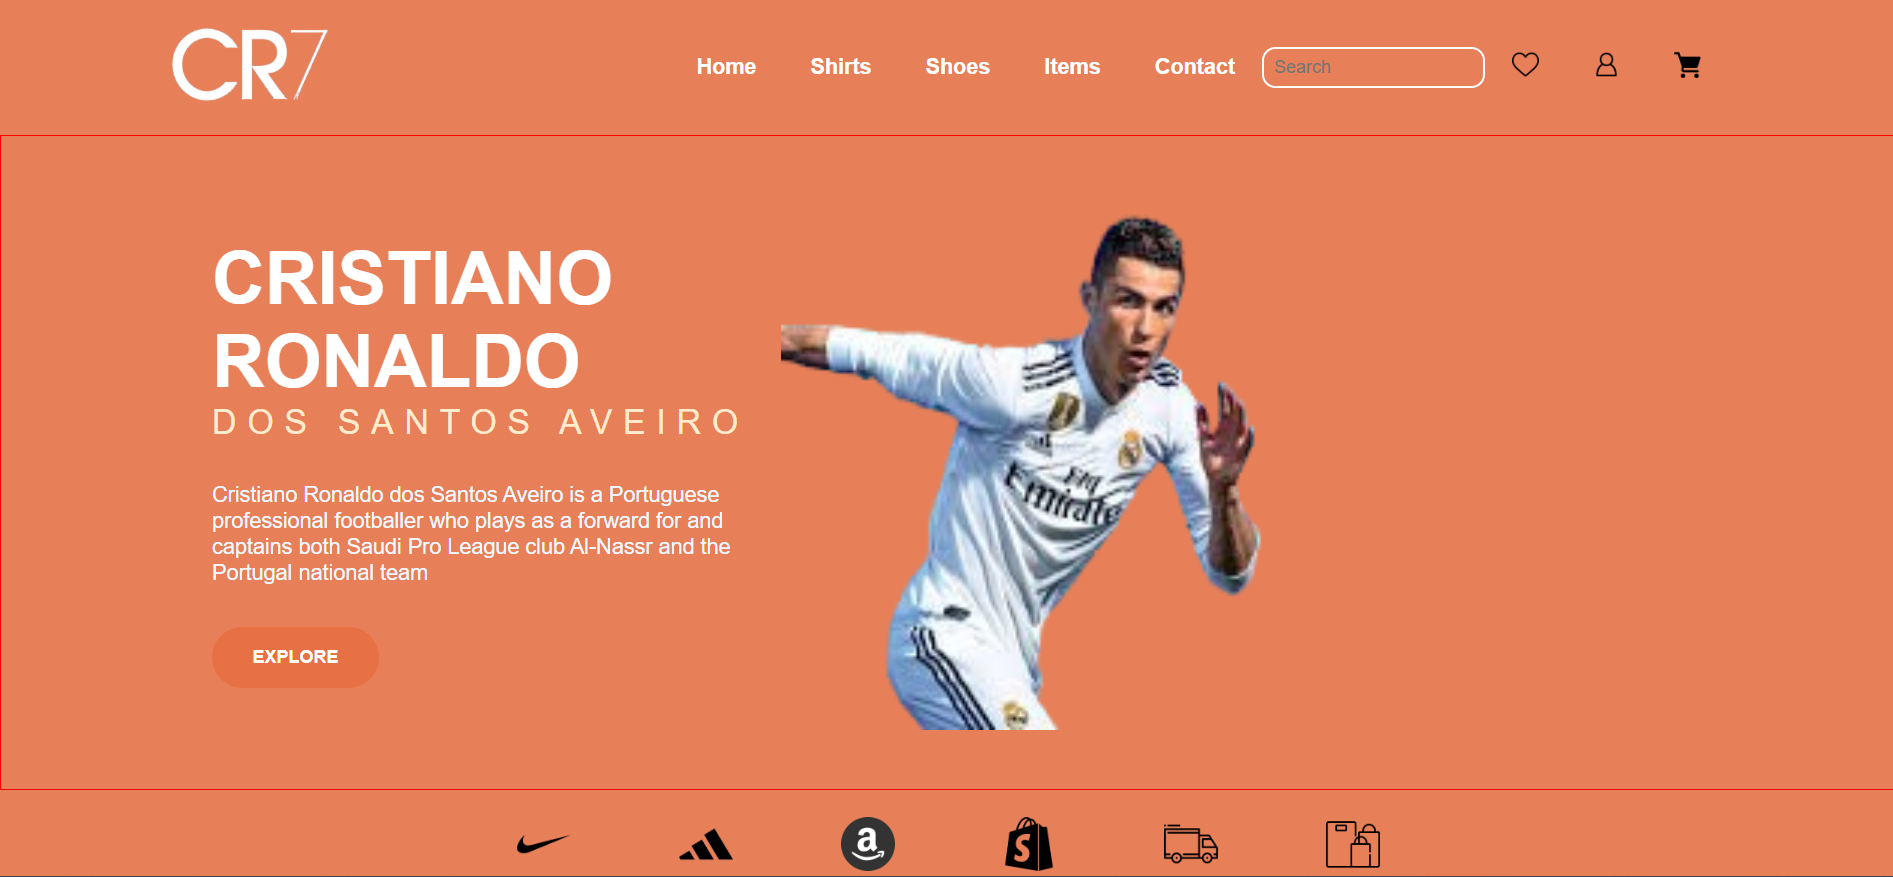 CR7
Home Shirts Shoes Items Contact Search
CRISTIANO
RONALDO
DOS SANTOS AVEIRO
Cristiano Ronaldo dos Santos Aveiro is a Portuguese
professional footballer who plays as a forward for and
captains both Saudi Pro League club Al-Nassr and the
Portugal national team
EXPLORE
Fly
Emirates
a
S